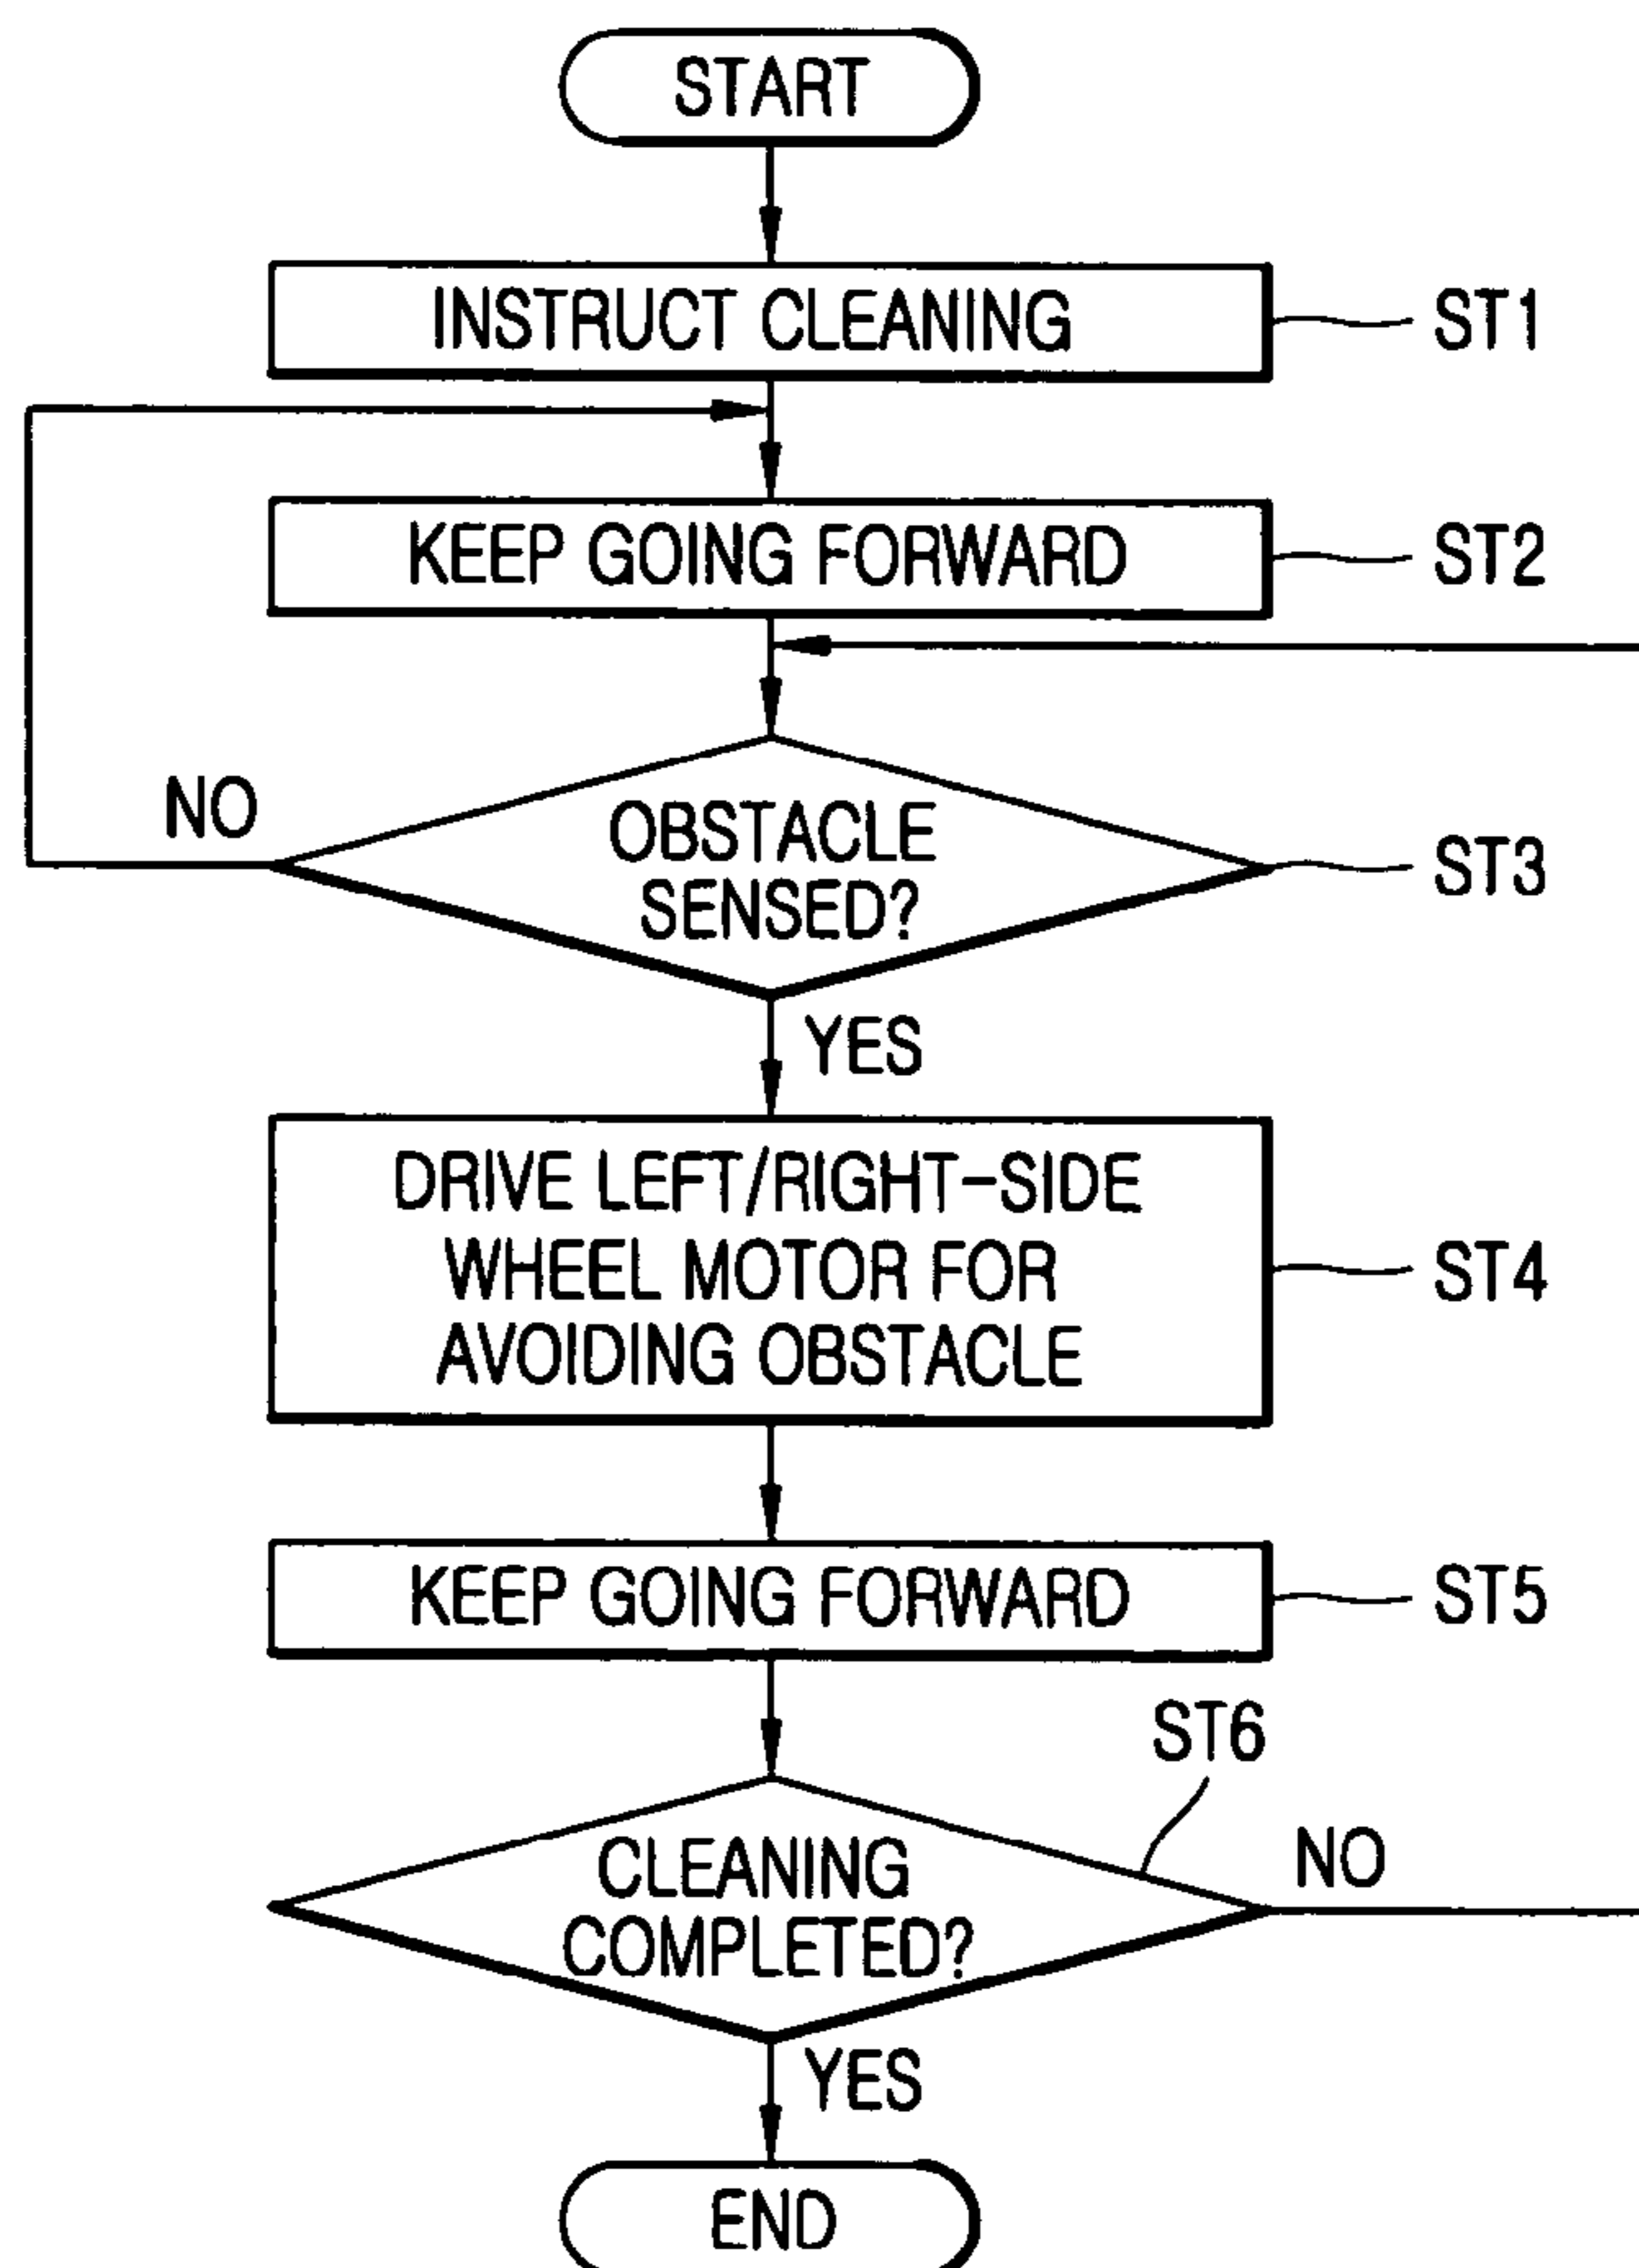 START
INSTRUCT CLEANING
ST1
KEEP GOING FORWARD
ST2
NO
OBSTACLE
SENSED?
ST3
YES
DRIVE LEFT/RIGHT-SIDE
WHEEL MOTOR FOR
AVOIDING OBSTACLE
ST4
KEEP GOING FORWARD
ST5
ST6
CLEANING
COMPLETED?
NO
YES
END